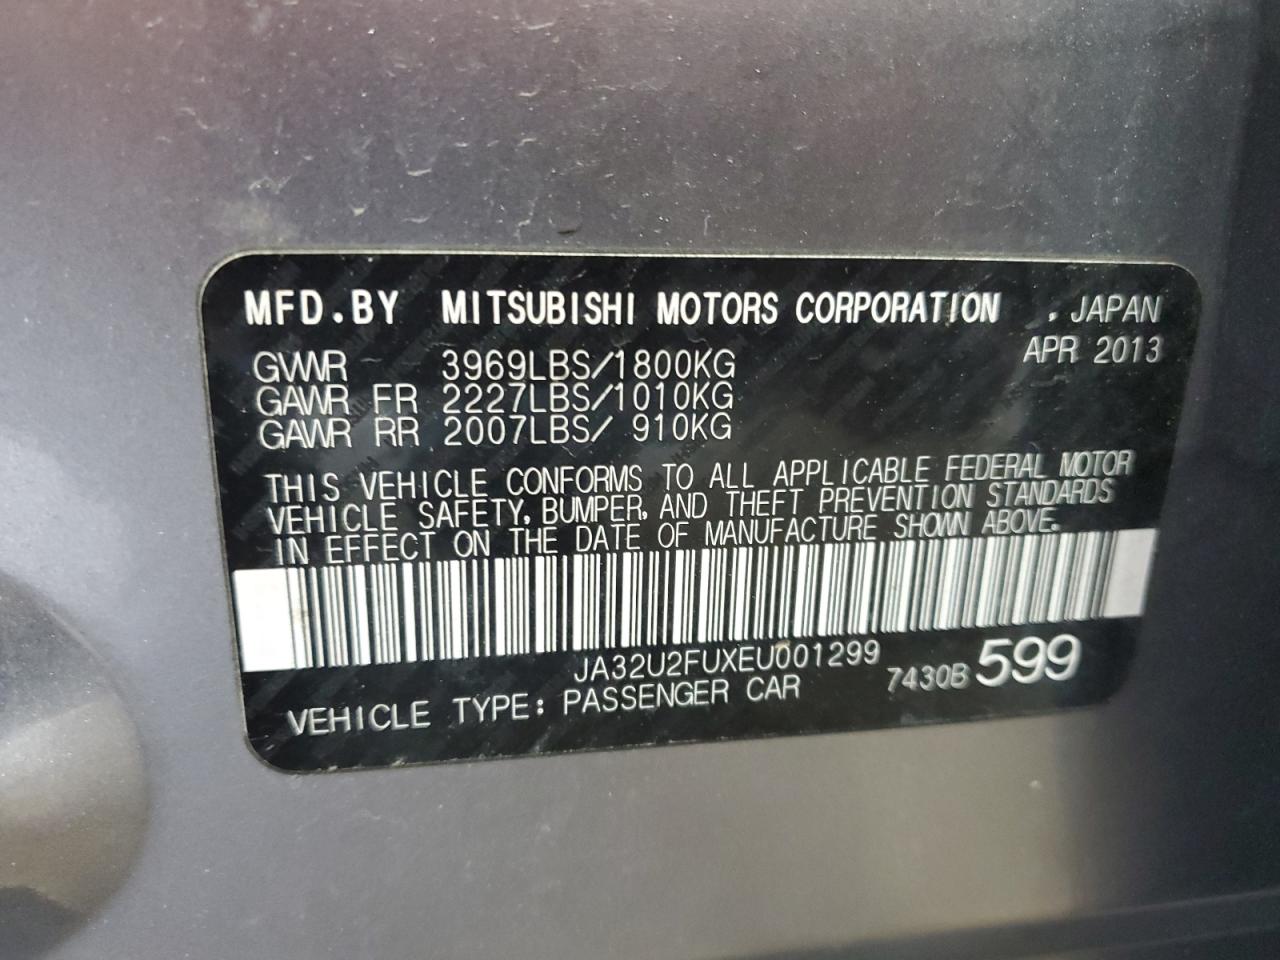 MFD.BY MITSUBISHI MOTORS CORPORATION . JAPAN
APR 2013
GVWR 3969LBS/1800KG
GAWR FR 2227LBS/1010KG
GAWR RR 2007LBS/ 910KG
THIS VEHICLE CONFORMS TO ALL APPLICABLE FEDERAL MOTOR
VEHICLE SAFETY, BUMPER, AND THEFT PREVENTION STANDARDS
IN EFFECT ON THE DATE OF MANUFACTURE SHOWN ABOVE.
JA32U2FUXEU001299
7430B 599
VEHICLE TYPE: PASSENGER CAR